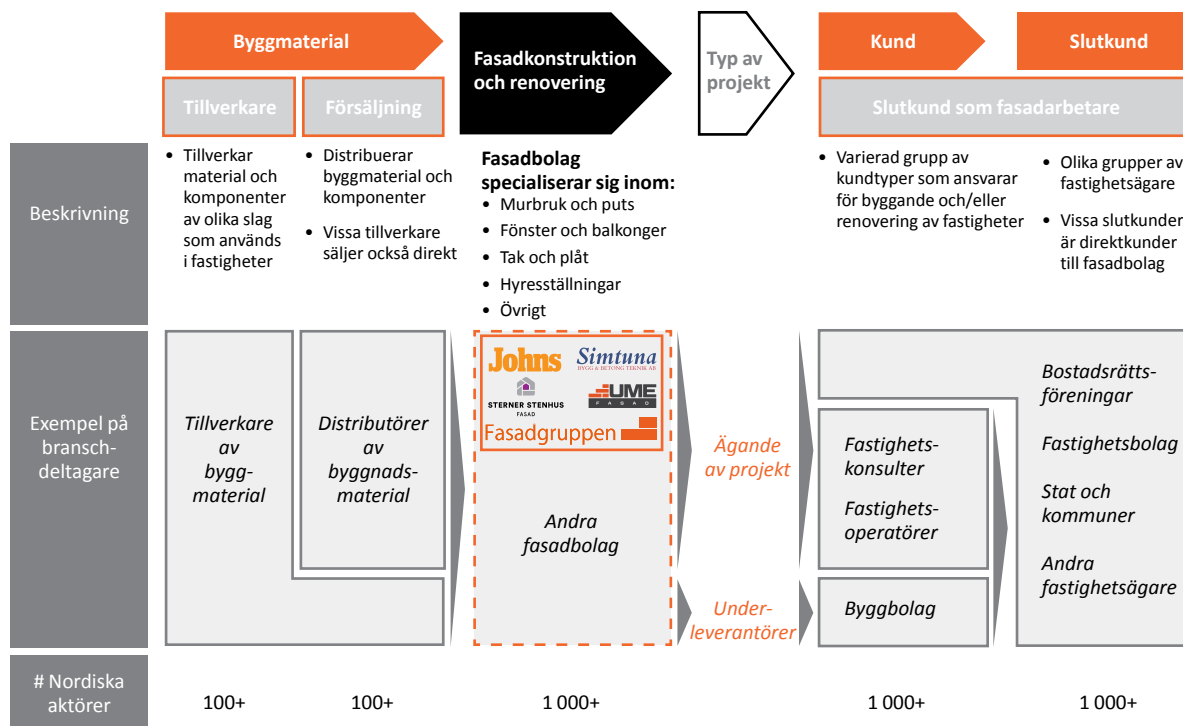 Byggmaterial
Fasadkonstruktion
och renovering
Typ av
projekt
Kund
Slutkund
Tillverkare
Försäljning
Slutkund som fasadarbetare
Beskrivning
• Tillverkar
material och
komponenter
av olika slag
som används
i fastigheter
• Distribuerar
byggmaterial och
komponenter
• Vissa tillverkare
säljer också direkt
Fasadbolag
specialiserar sig inom:
• Murbruk och puts
• Fönster och balkonger
• Tak och plåt
• Hyresställningar
• Övrigt
• Varierad grupp av
kundtyper som ansvarar
för byggande och/eller
renovering av fastigheter
• Olika grupper av
fastighetsägare
• Vissa slutkunder
är direktkunder
till fasadbolag
Exempel på
bransch-
deltagare
Tillverkare
av
bygg-
material
Distributörer
av
byggnads-
material
Johns
Simtuna
BYGG & BETONG TEKNIK AB
STERNER STENHUS
FASAD
UME
FASAD
Fasadgruppen
Andra
fasadbolag
Ägande
av projekt
Under-
leverantörer
Fastighets-
konsulter
Fastighets-
operatörer
Byggbolag
Bostadsrätts-
föreningar
Fastighetsbolag
Stat och
kommuner
Andra
fastighetsägare
# Nordiska
aktörer
100+
100+
1 000+
1 000+
1 000+